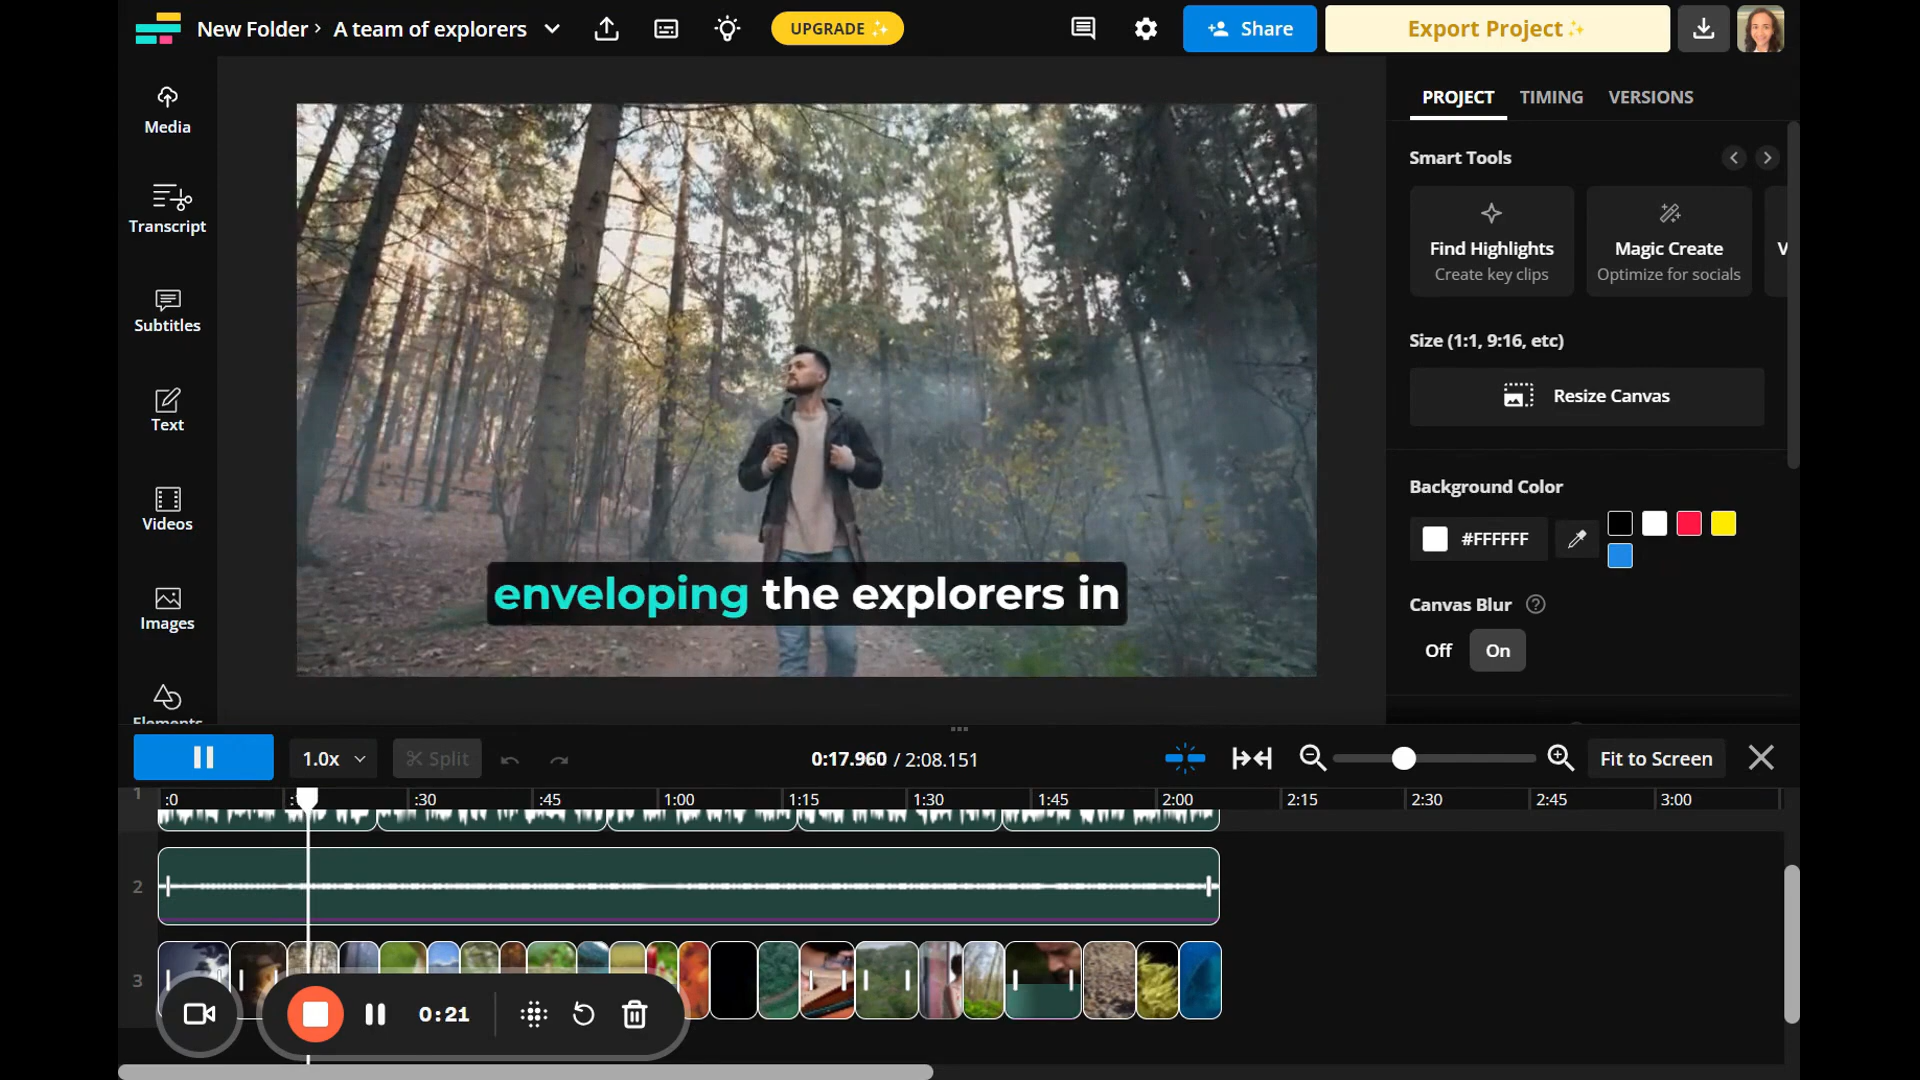 New Folder › A team of explorers
UPGRADE
Share
Export Project
Media
Transcript
Subtitles
Text
Videos
Images
Elements
enveloping the explorers in
PROJECT TIMING VERSIONS
Smart Tools
Find Highlights
Create key clips
Magic Create
Optimize for socials
V
Size (1:1, 9:16, etc)
Resize Canvas
Background Color
#FFFFFF
Canvas Blur ?
Off On
1.0x
Split
0:17.960 / 2:08.151
Fit to Screen
:0 :30 :45 1:00 1:15 1:30 1:45 2:00 2:15 2:30 2:45 3:00
1
2
3
0:21